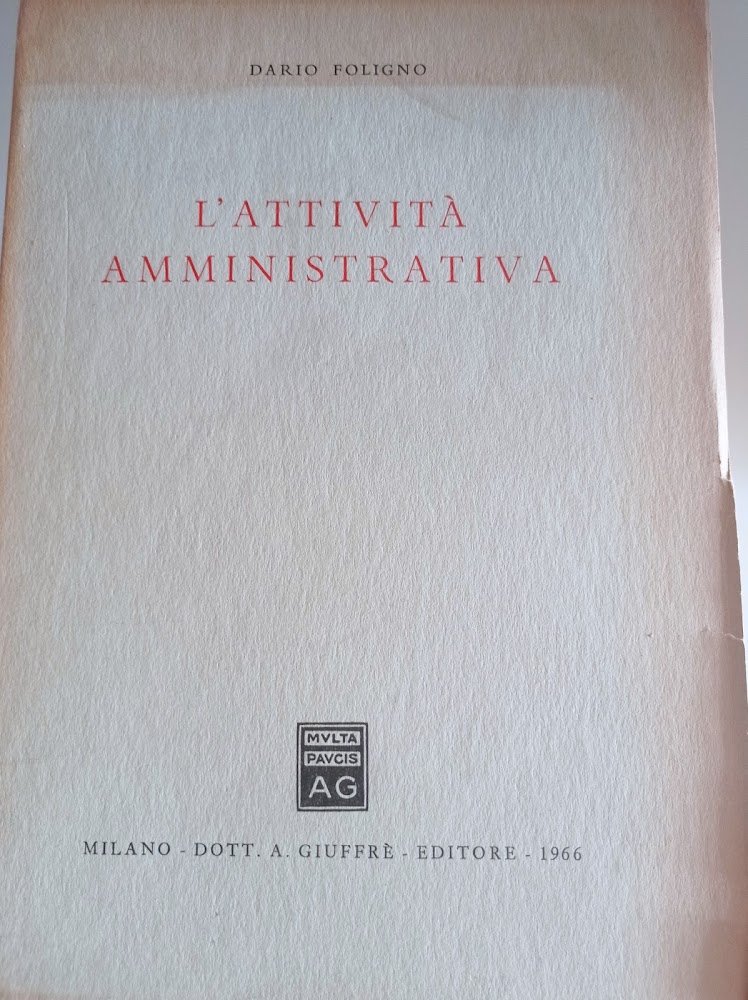 DARIO FOLIGNO
L'ATTIVITÀ
AMMINISTRATIVA
MVLTA
PAVCIS
AG
MILANO - DOTT. A. GIUFFRÈ - EDITORE - 1966